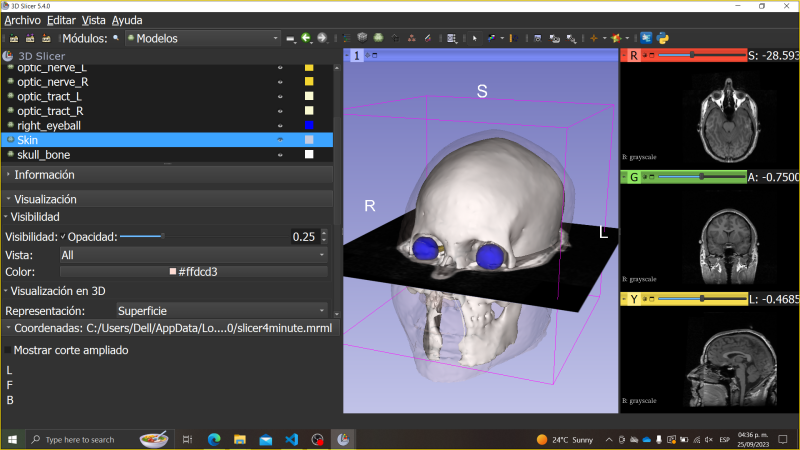 3D Slicer 5.4.0
Archivo Editar Vista Ayuda
Módulos: Modelos
3D Slicer
optic_nerve_L
optic_nerve_R
optic_tract_L
optic_tract_R
right_eyeball
Skin
skull_bone
Información
Visualización
Visibilidad
Visibilidad: Opacidad: 0.25
Vista: All
Color: #ffdcd3
Visualización en 3D
Representación: Superficie
Coordenadas: C:/Users/Dell/AppData/Lo....0/slicer4minute.mrml
Mostrar corte ampliado
L
F
B
1
S
R
L
R S: -28.593
B: grayscale
G A: -0.7500
B: grayscale
Y L: -0.4685
B: grayscale
Type here to search
24°C Sunny
ESP
04:36 p. m.
25/09/2023